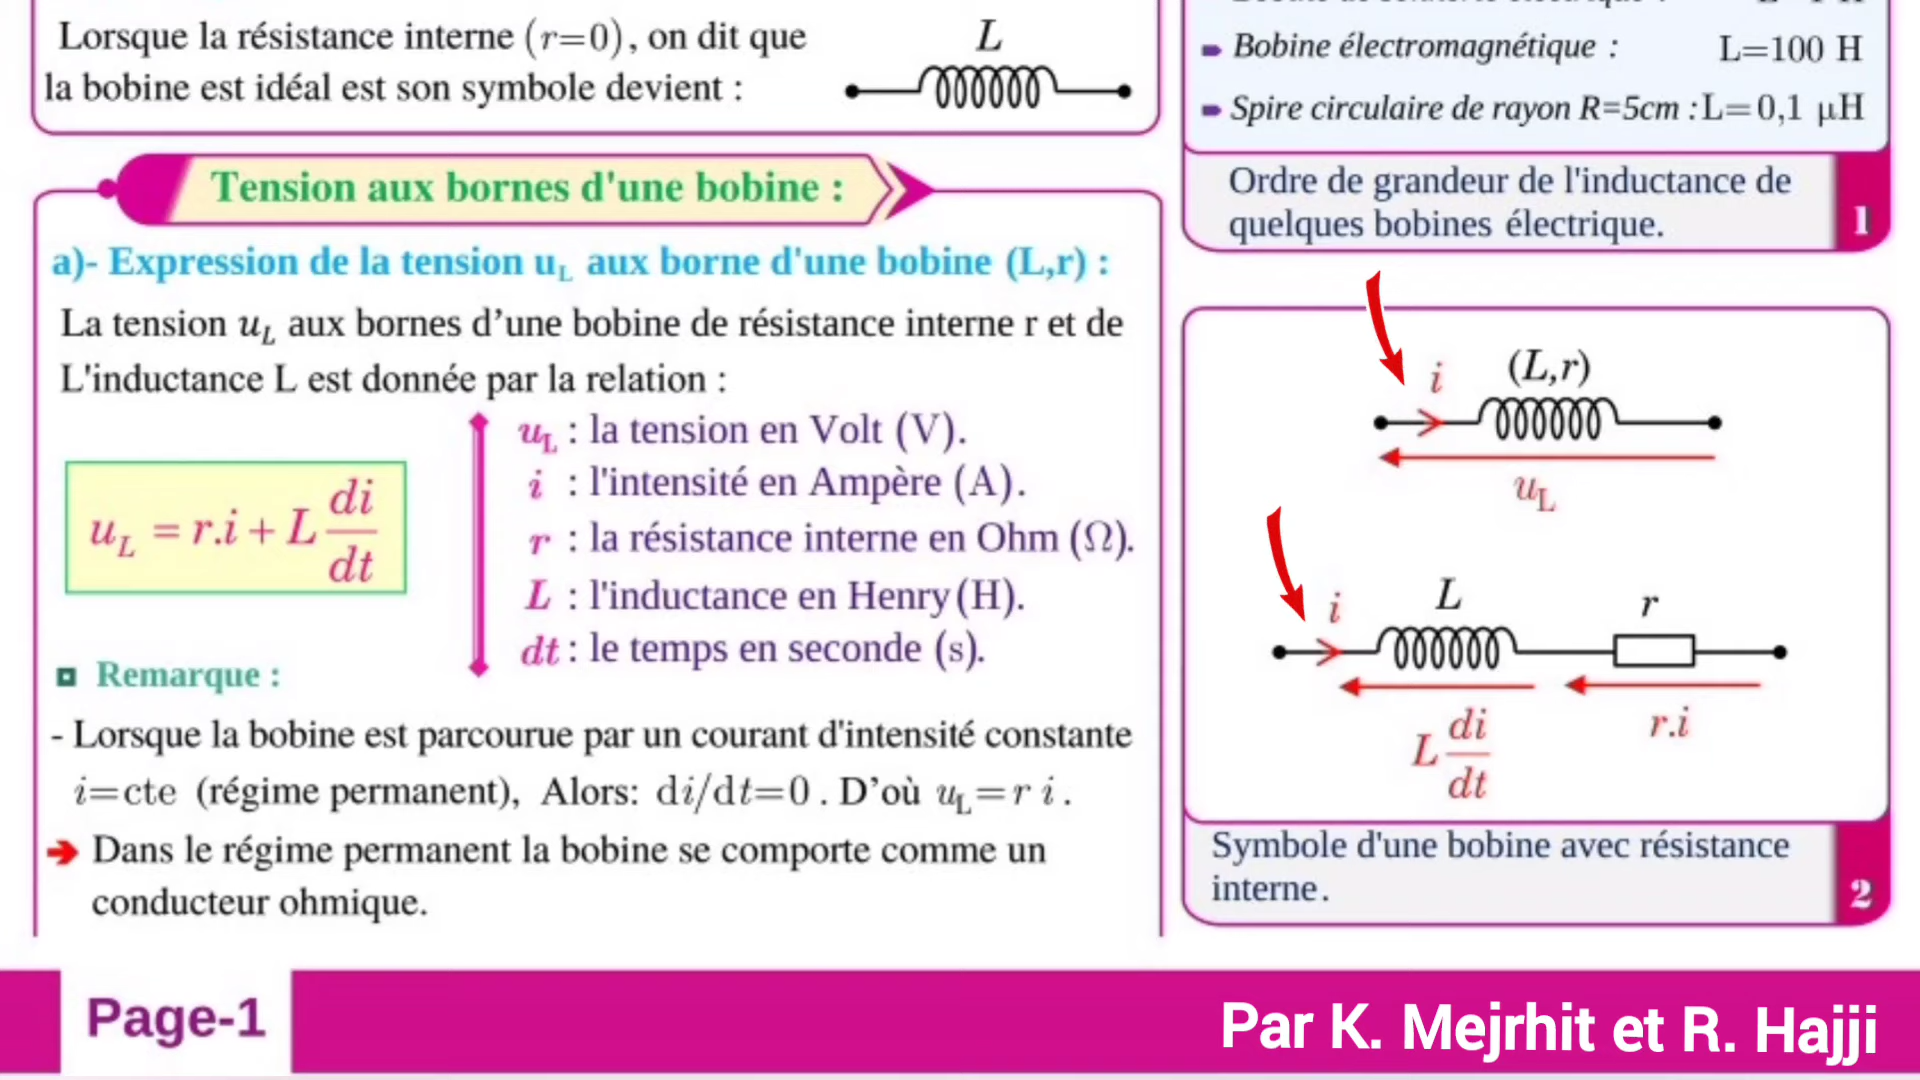 Lorsque la résistance interne (r=0), on dit que
la bobine est idéal est son symbole devient :
L
Tension aux bornes d'une bobine :
a)- Expression de la tension u_L aux borne d'une bobine (L,r) :
La tension u_L aux bornes d’une bobine de résistance interne r et de
L'inductance L est donnée par la relation :
u_L = r.i + L di/dt
u_L : la tension en Volt (V).
i : l'intensité en Ampère (A).
r : la résistance interne en Ohm (Ω).
L : l'inductance en Henry (H).
dt : le temps en seconde (s).
Remarque :
- Lorsque la bobine est parcourue par un courant d'intensité constante
i=cte (régime permanent), Alors: di/dt=0 . D’où u_L=r i .
Dans le régime permanent la bobine se comporte comme un
conducteur ohmique.
Bobine électromagnétique : L=100 H
Spire circulaire de rayon R=5cm : L=0,1 µH
Ordre de grandeur de l'inductance de
quelques bobines électrique.
1
i (L,r)
u_L
i L r
L di/dt r.i
Symbole d'une bobine avec résistance
interne.
2
Page-1
Par K. Mejrhit et R. Hajji